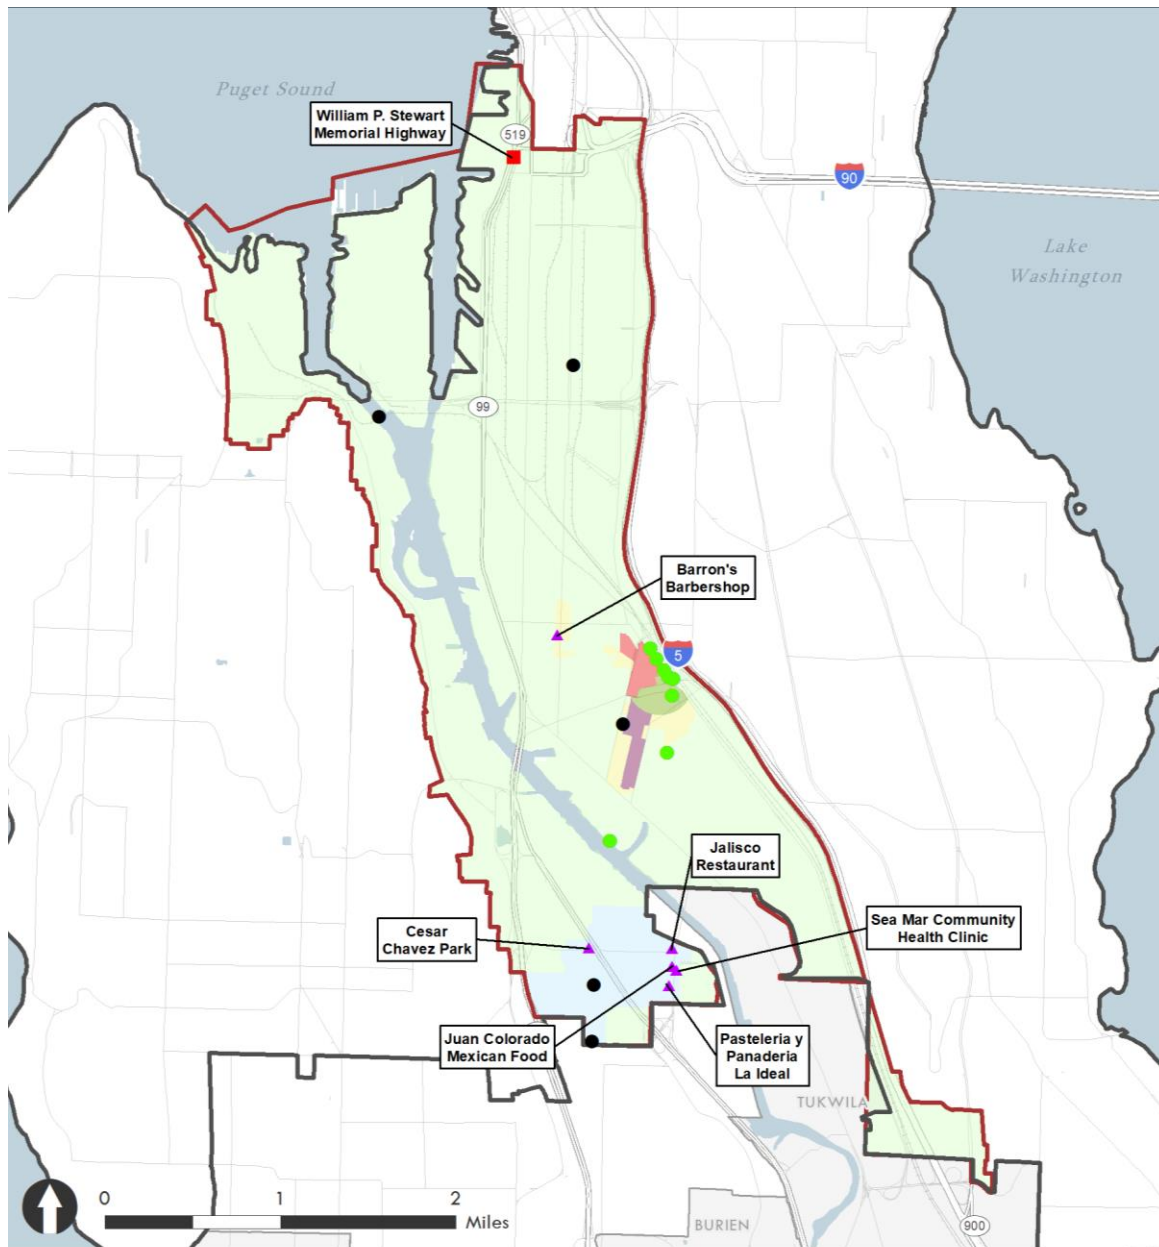 Puget Sound
William P. Stewart
Memorial Highway
519
90
Lake
Washington
99
Barron's
Barbershop
5
Jalisco
Restaurant
Cesar
Chavez Park
Sea Mar Community
Health Clinic
Juan Colorado
Mexican Food
Pasteleria y
Panaderia
La Ideal
TUKWILA
0 1 2
Miles
BURIEN
900